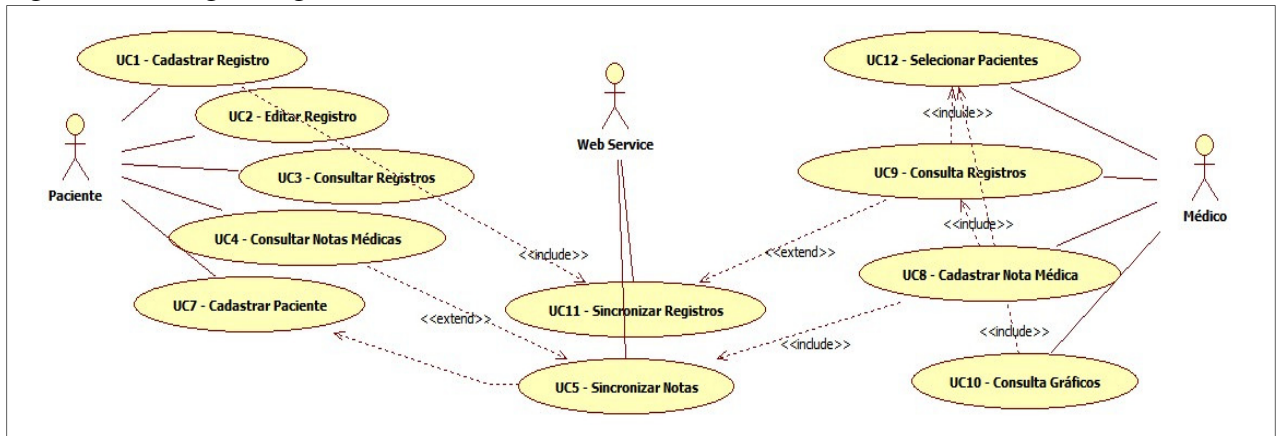 UC1 - Cadastrar Registro
UC12 - Selecionar Pacientes
UC2 - Editar Registro
<<include>>
Web Service
UC3 - Consultar Registros
UC9 - Consulta Registros
Paciente
Médico
<<include>>
UC4 - Consultar Notas Médicas
<<include>>
<<extend>>
UC8 - Cadastrar Nota Médica
UC7 - Cadastrar Paciente
UC11 - Sincronizar Registros
<<extend>>
<<include>>
<<include>>
UC5 - Sincronizar Notas
UC10 - Consulta Gráficos